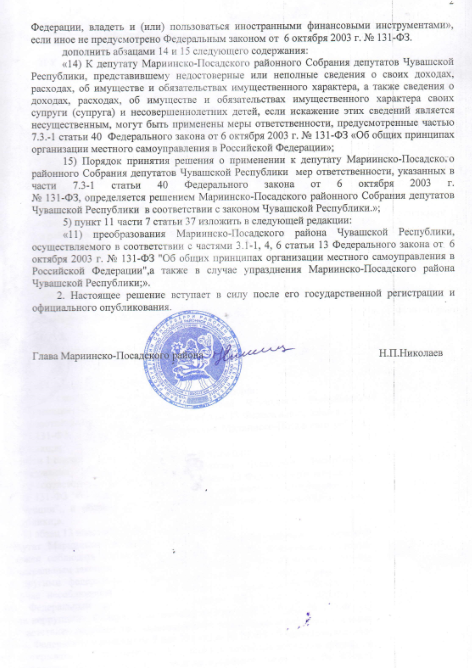 Федерации, владеть и (или) пользоваться иностранными финансовыми инструментами»,
если иное не предусмотрено Федеральным законом от 6 октября 2003 г. № 131-ФЗ.
дополнить абзацами 14 и 15 следующего содержания:
«14) К депутату Мариинско-Посадского районного Собрания депутатов Чувашской
Республики, представившему недостоверные или неполные сведения о своих доходах,
расходах, об имуществе и обязательствах имущественного характера, а также сведения о
доходах, расходах, об имуществе и обязательствах имущественного характера своих
супруги (супруга) и несовершеннолетних детей, если искажение этих сведений является
несущественным, могут быть применены меры ответственности, предусмотренные частью
7.3.-1 статьи 40 Федерального закона от 6 октября 2003 г. № 131-ФЗ «Об общих принципах
организации местного самоуправления в Российской Федерации»;
15) Порядок принятия решения о применении к депутату Мариинско-Посадского
районного Собрания депутатов Чувашской Республики мер ответственности, указанных в
части 7.3-1 статьи 40 Федерального закона от 6 октября 2003 г.
№ 131-ФЗ, определяется решением Мариинско-Посадского районного Собрания депутатов
Чувашской Республики в соответствии с законом Чувашской Республики.»;
5) пункт 11 части 7 статьи 37 изложить в следующей редакции:
«11) преобразования Мариинско-Посадского района Чувашской Республики,
осуществляемого в соответствии с частями 3.1-1, 4, 6 статьи 13 Федерального закона от 6
октября 2003 г. № 131-ФЗ "Об общих принципах организации местного самоуправления в
Российской Федерации",а также в случае упразднения Мариинско-Посадского района
Чувашской Республики;».
2. Настоящее решение вступает в силу после его государственной регистрации и
официального опубликования.
Глава Мариинско-Посадского района Н.П.Николаев